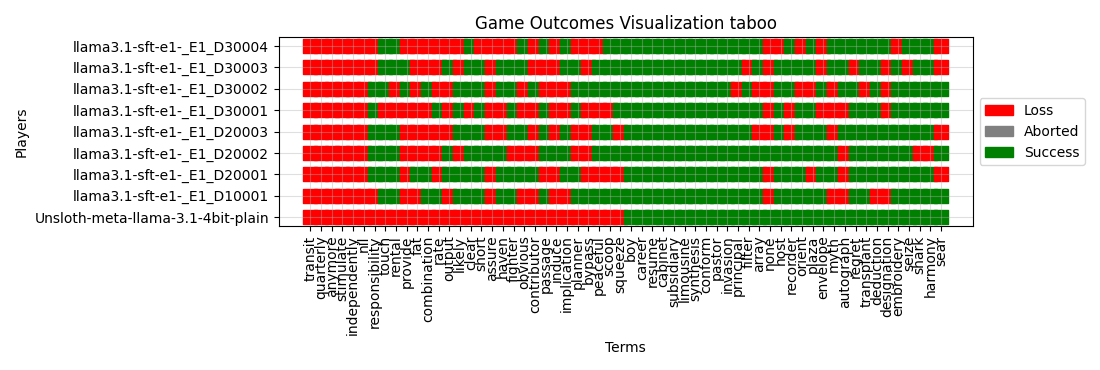 Game Outcomes Visualization taboo
Players
llama3.1-sft-e1-_E1_D30004
llama3.1-sft-e1-_E1_D30003
llama3.1-sft-e1-_E1_D30002
llama3.1-sft-e1-_E1_D30001
llama3.1-sft-e1-_E1_D20003
llama3.1-sft-e1-_E1_D20002
llama3.1-sft-e1-_E1_D20001
llama3.1-sft-e1-_E1_D10001
Unsloth-meta-llama-3.1-4bit-plain
Loss
Aborted
Success
transit
quarterly
anymore
stimulate
independently
nil
responsibility
touch
rental
provide
fat
combination
rate
output
likely
clear
short
assure
haven
fighter
obvious
contributor
passage
induce
implication
planner
bypass
peaceful
scoop
squeeze
boy
career
resume
cabinet
subsidiary
limousine
synthesis
conform
pastor
invasion
principal
filter
array
none
host
recorder
orient
plaza
envelope
myth
autograph
regret
transplant
deduction
designation
embroidery
seize
shark
harmony
sear
Terms